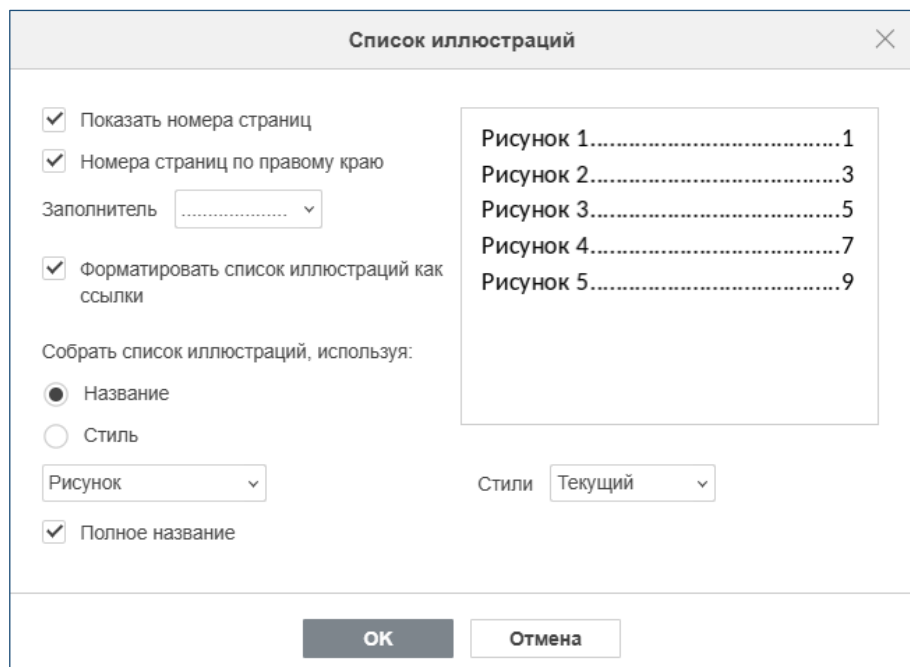 Список иллюстраций
Показать номера страниц
Номера страниц по правому краю
Заполнитель ....................
Форматировать список иллюстраций как
ссылки
Собрать список иллюстраций, используя:
Название
Стиль
Рисунок
Полное название
Рисунок 1.......................................1
Рисунок 2.......................................3
Рисунок 3.......................................5
Рисунок 4.......................................7
Рисунок 5.......................................9
Стили Текущий
OK Отмена